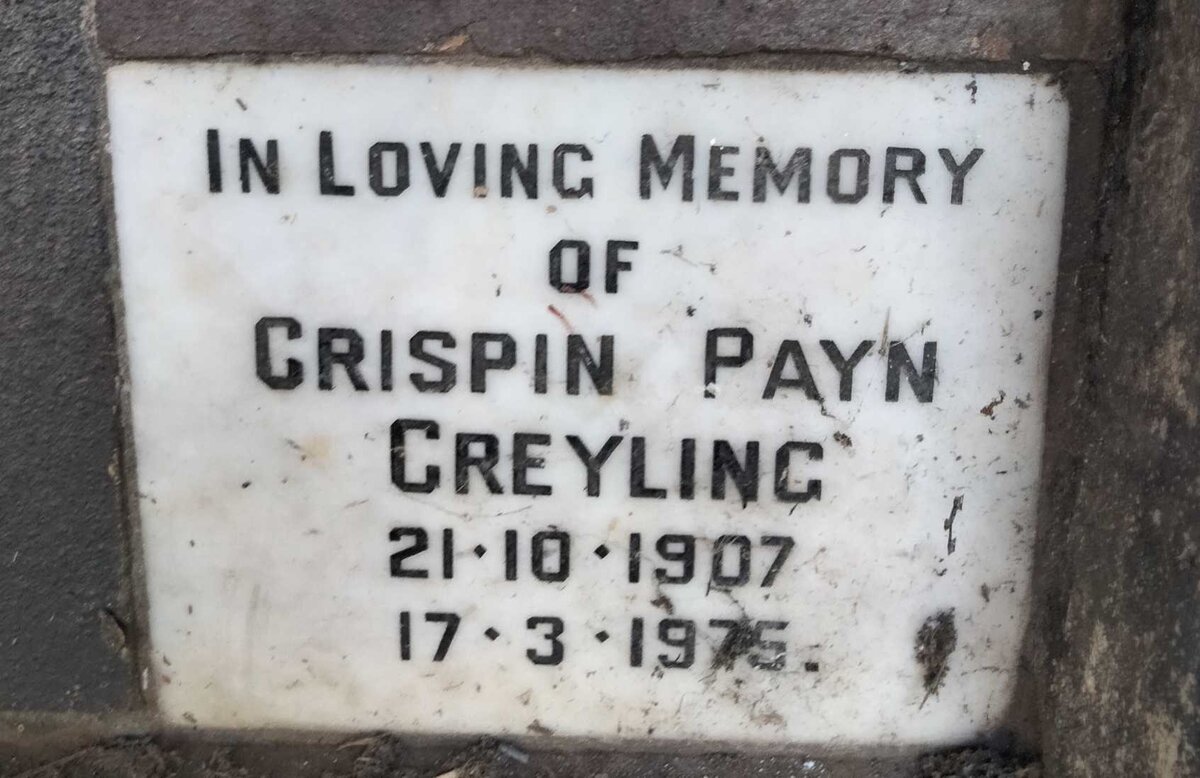 IN LOVING MEMORY
OF
CRISPIN PAYN
GREYLING
21·10·1907
17·3·1975.